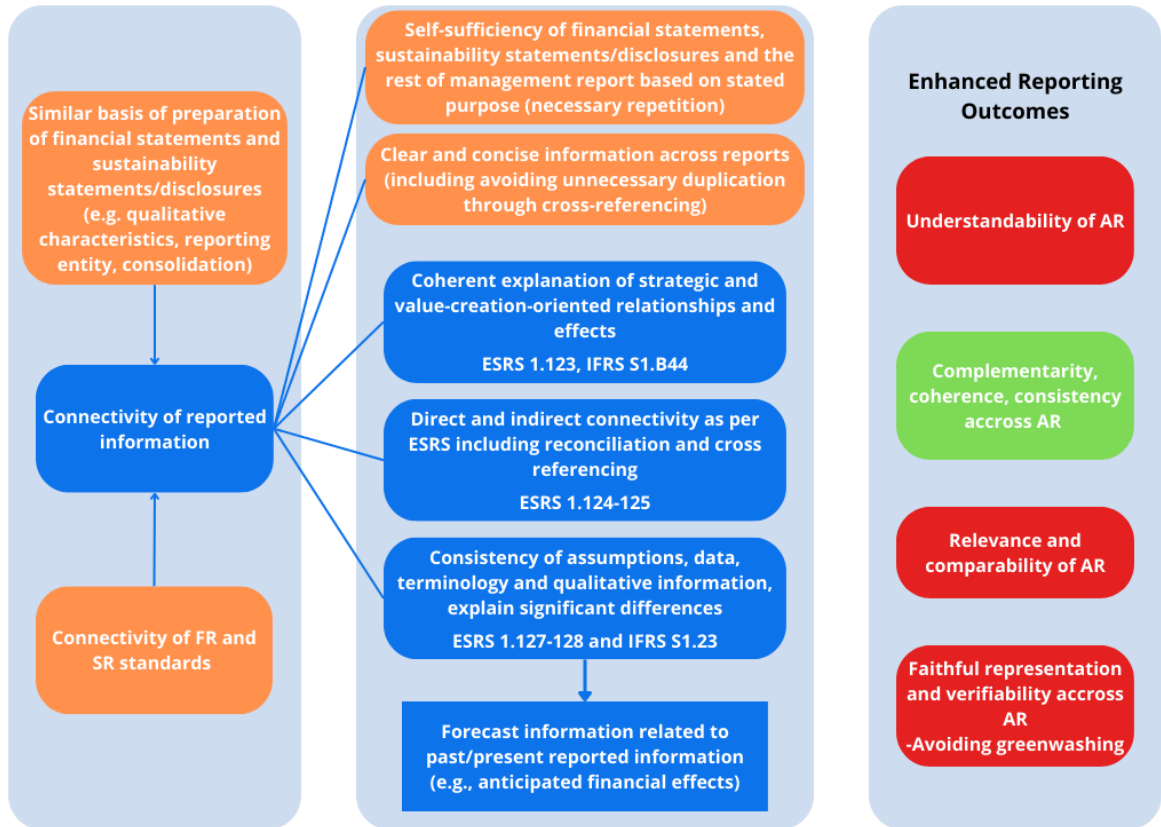 Similar basis of preparation
of financial statements and
sustainability
statements/disclosures
(e.g. qualitative
characteristics, reporting
entity, consolidation)
Connectivity of reported
information
Connectivity of FR and
SR standards
Self-sufficiency of financial statements,
sustainability statements/disclosures and the
rest of management report based on stated
purpose (necessary repetition)
Clear and concise information across reports
(including avoiding unnecessary duplication
through cross-referencing)
Coherent explanation of strategic and
value-creation-oriented relationships and
effects
ESRS 1.123, IFRS S1.B44
Direct and indirect connectivity as per
ESRS including reconciliation and cross
referencing
ESRS 1.124-125
Consistency of assumptions, data,
terminology and qualitative information,
explain significant differences
ESRS 1.127-128 and IFRS S1.23
Forecast information related to
past/present reported information
(e.g., anticipated financial effects)
Enhanced Reporting
Outcomes
Understandability of AR
Complementarity,
coherence, consistency
accross AR
Relevance and
comparability of AR
Faithful representation
and verifiability accross
AR
-Avoiding greenwashing